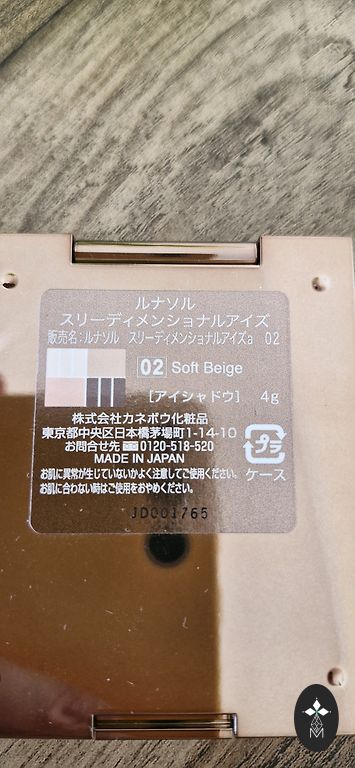 ルナソル
スリーディメンショナルアイズ
販売名:ルナソル スリーディメンショナルアイズa 02
02 Soft Beige
[アイシャドウ] 4g
株式会社カネボウ化粧品
東京都中央区日本橋茅場町1-14-10
お問合せ先 0120-518-520
MADE IN JAPAN
プラ
ケース
お肌に異常が生じていないかよく注意してご使用ください。
お肌に合わない時はご使用をおやめください。
JD001765
M